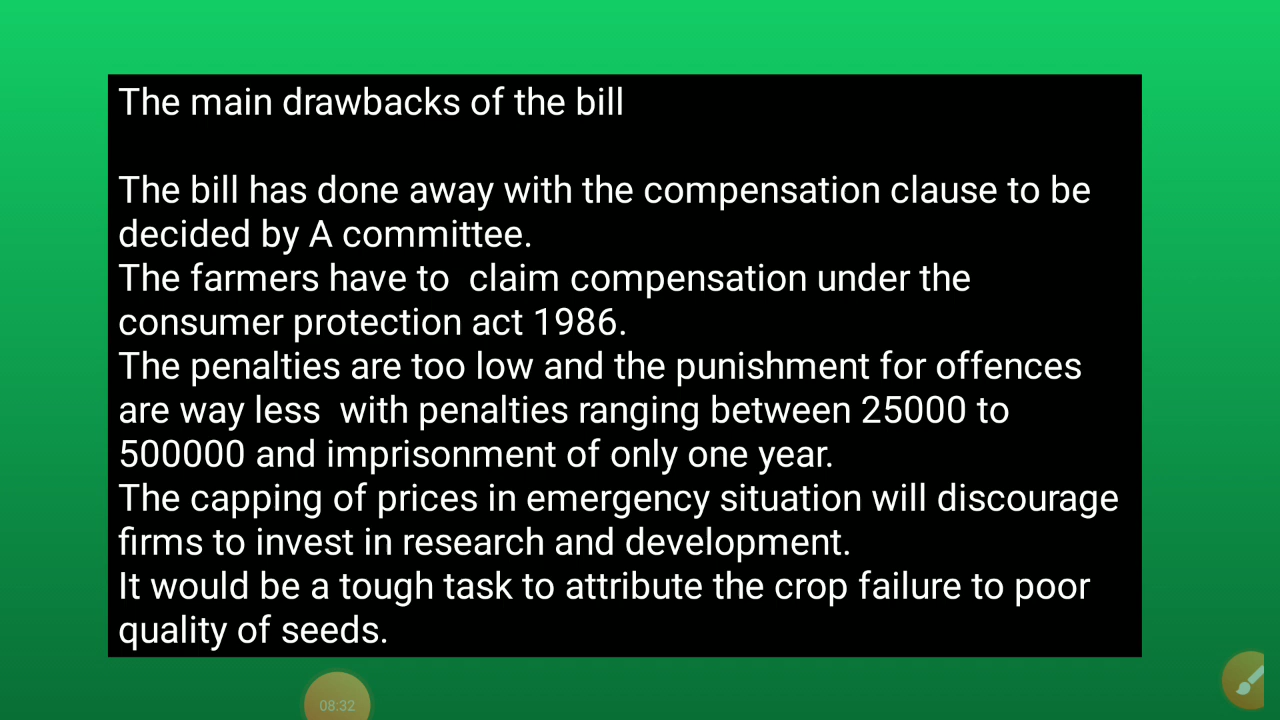 The main drawbacks of the bill
The bill has done away with the compensation clause to be
decided by A committee.
The farmers have to  claim compensation under the
consumer protection act 1986.
The penalties are too low and the punishment for offences
are way less  with penalties ranging between 25000 to
500000 and imprisonment of only one year.
The capping of prices in emergency situation will discourage
firms to invest in research and development.
It would be a tough task to attribute the crop failure to poor
quality of seeds.
08:32